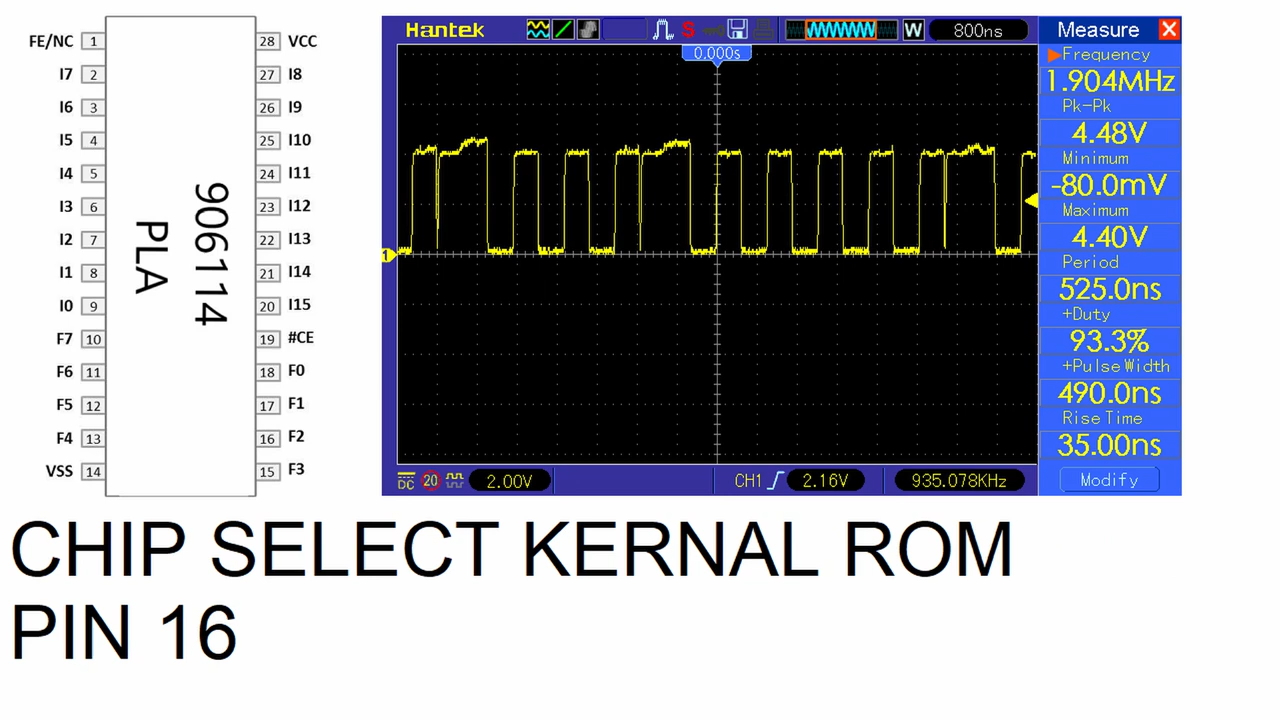 FE/NC 1 28 VCC
I7 2 27 I8
I6 3 26 I9
I5 4 25 I10
I4 5 24 I11
I3 6 23 I12
I2 7 22 I13
I1 8 21 I14
I0 9 20 I15
F7 10 19 #CE
F6 11 18 F0
F5 12 17 F1
F4 13 16 F2
VSS 14 15 F3
906114
PLA
Hantek S W 800ns
0.000s
1
DC 20 2.00V CH1 2.16V 935.078KHz
Measure X
Frequency
1.904MHz
Pk-Pk
4.48V
Minimum
-80.0mV
Maximum
4.40V
Period
525.0ns
+Duty
93.3%
+Pulse Width
490.0ns
Rise Time
35.00ns
Modify
CHIP SELECT KERNAL ROM
PIN 16